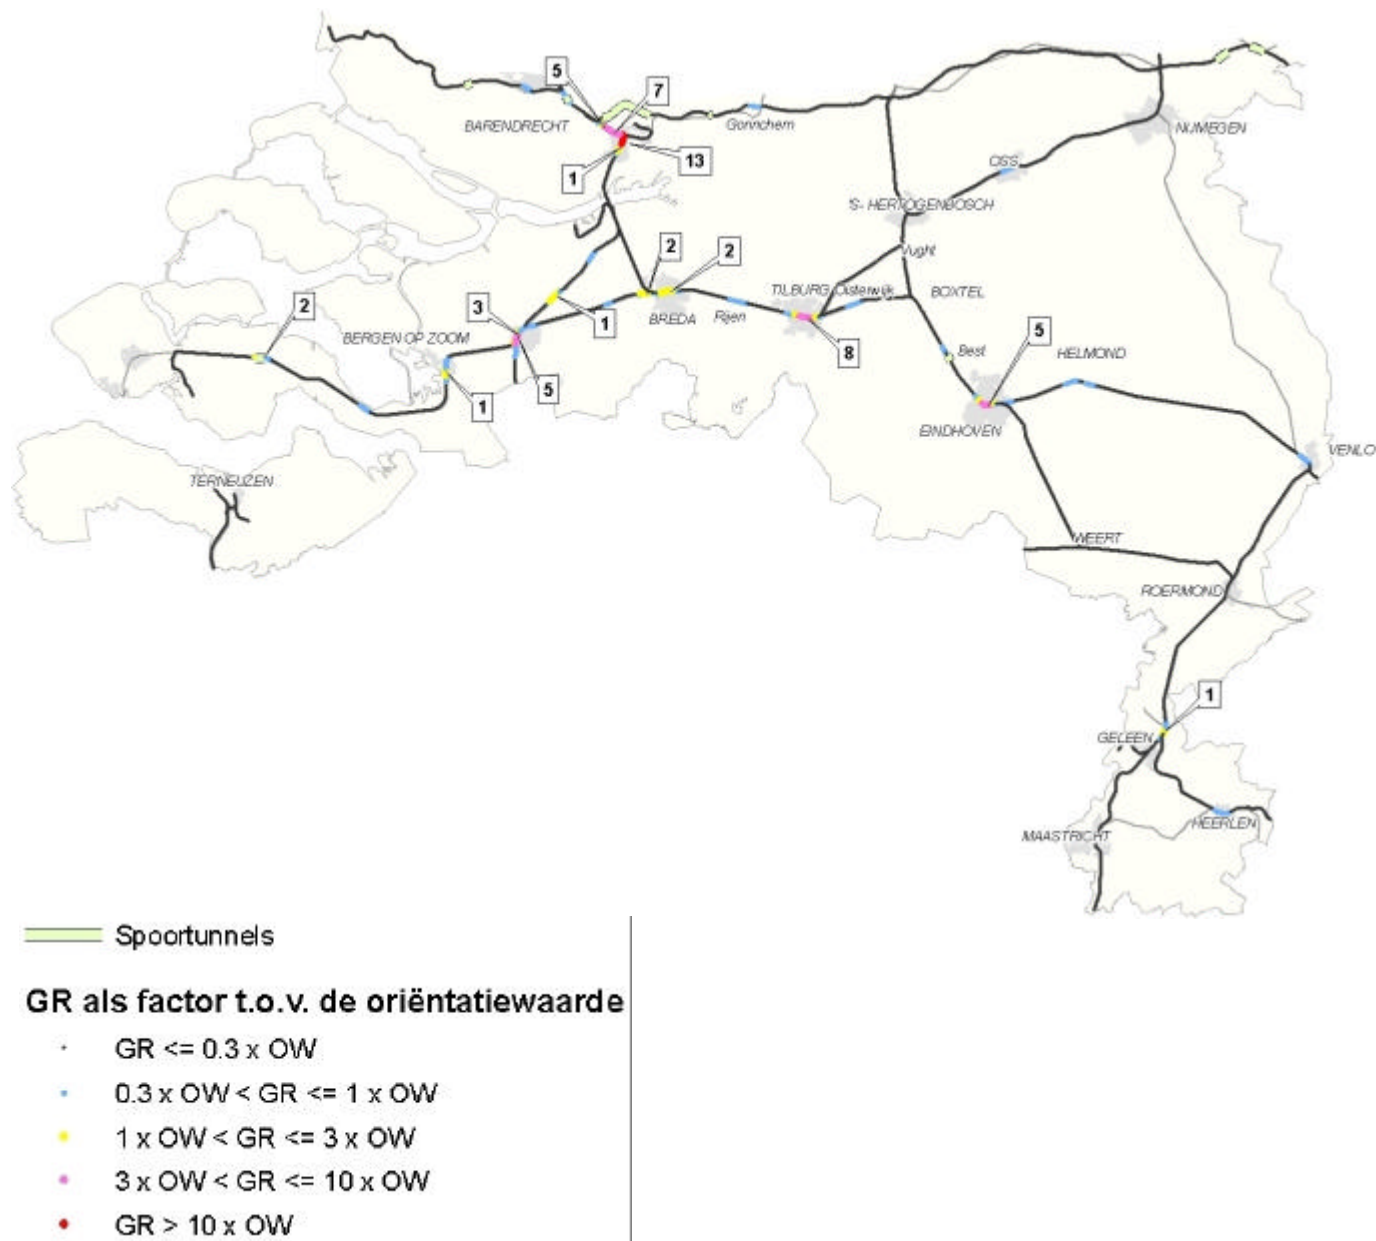 5
7
BARENDRECHT
Gorinchem
NIJMEGEN
13
1
OSS
'S- HERTOGENBOSCH
2
2
Vught
TILBURG
Oisterwijk
BOXTEL
2
3
1
BREDA
Rijen
BERGEN OP ZOOM
8
Best
5
HELMOND
1
5
EINDHOVEN
VENLO
TERNEUZEN
WEERT
ROERMOND
1
GELEEN
HEERLEN
MAASTRICHT
Spoortunnels
GR als factor t.o.v. de oriëntatiewaarde
GR <= 0.3 x OW
0.3 x OW < GR <= 1 x OW
1 x OW < GR <= 3 x OW
3 x OW < GR <= 10 x OW
GR > 10 x OW